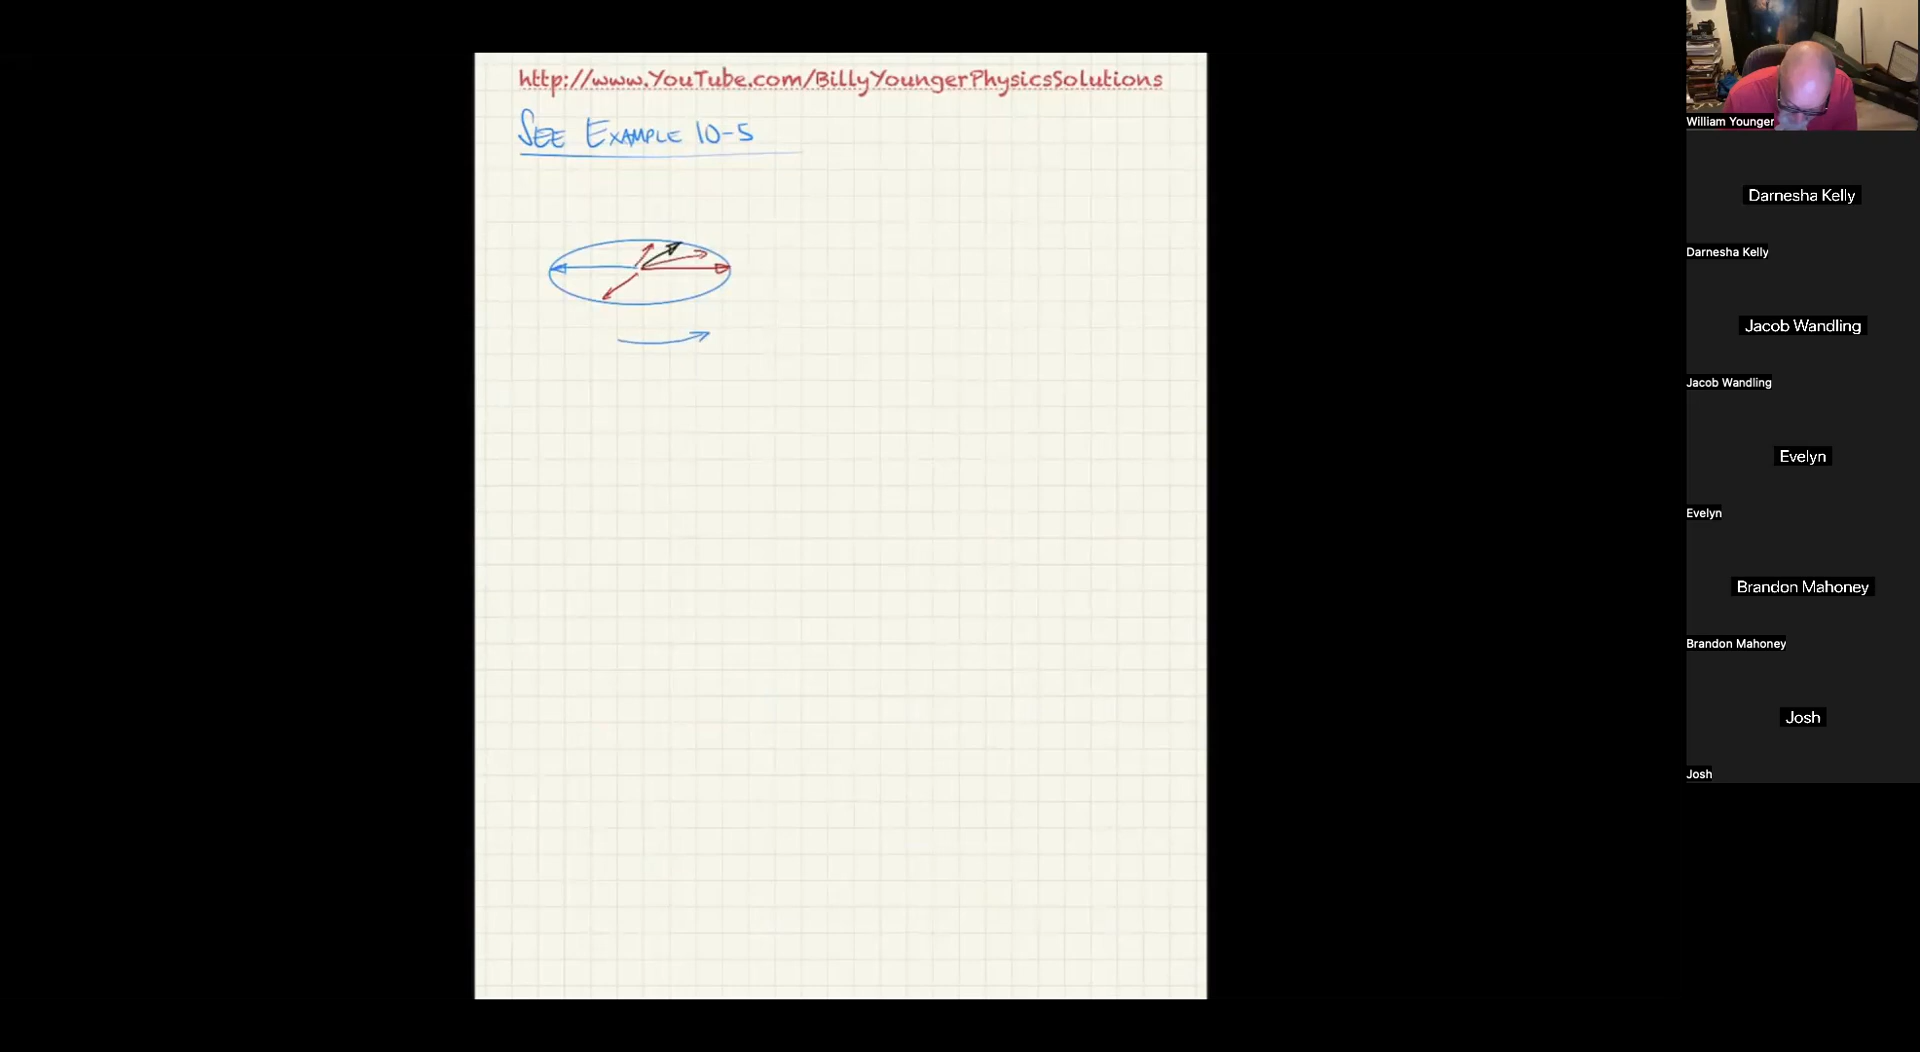 http://www.YouTube.com/BillyYoungerPhysicsSolutions
SEE EXAMPLE 10-5
William Younger
Darnesha Kelly
Darnesha Kelly
Jacob Wandling
Jacob Wandling
Evelyn
Evelyn
Brandon Mahoney
Brandon Mahoney
Josh
Josh